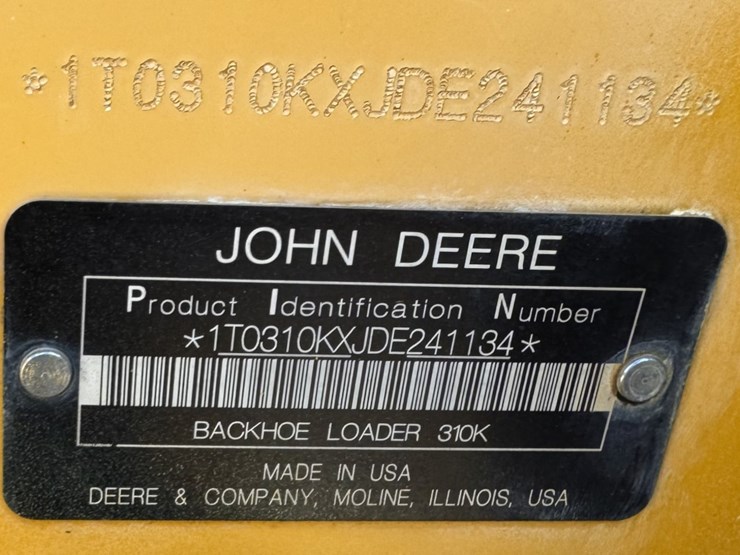 *1T0310KXJDE241134*
JOHN DEERE
Product Identification Number
*1T0310KXJDE241134*
BACKHOE LOADER 310K
MADE IN USA
DEERE & COMPANY, MOLINE, ILLINOIS, USA